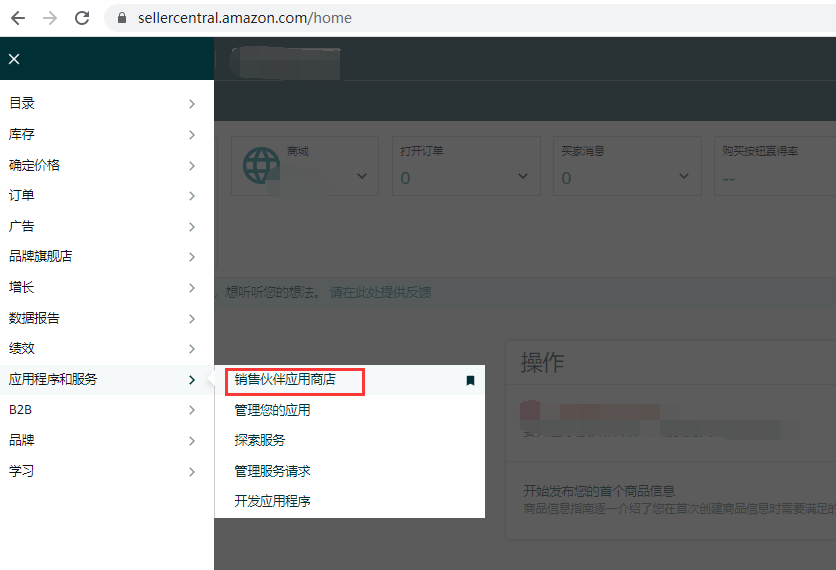 sellercentral.amazon.com/home
目录
库存
确定价格
订单
广告
品牌旗舰店
增长
数据报告
绩效
应用程序和服务
B2B
品牌
学习
销售伙伴应用商店
管理您的应用
探索服务
管理服务请求
开发应用程序
商城
打开订单
0
买家消息
0
购买按钮赢得率
--
想听听您的想法。 请在此处提供反馈
操作
开始发布您的首个商品信息
商品信息指南逐一介绍了您在首次创建商品信息时需要满足的